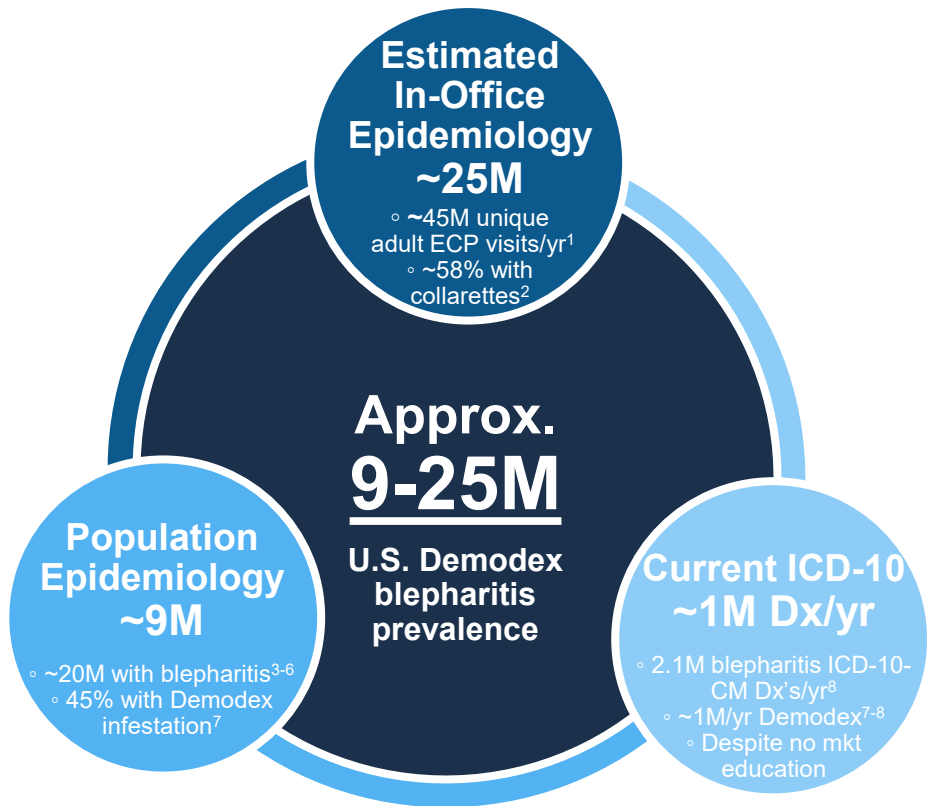 Estimated
In-Office
Epidemiology
~25M
◦ ~45M unique
adult ECP visits/yr1
◦ ~58% with
collarettes2
Approx.
9-25M
U.S. Demodex
blepharitis
prevalence
Population
Epidemiology
~9M
◦ ~20M with blepharitis3-6
◦ 45% with Demodex
infestation7
Current ICD-10
~1M Dx/yr
◦ 2.1M blepharitis ICD-10-
CM Dx's/yr8
◦ ~1M/yr Demodex7-8
◦ Despite no mkt
education